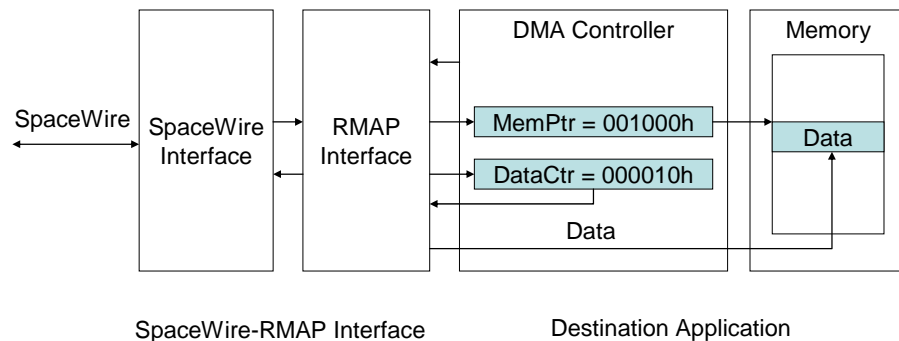 DMA Controller
Memory
SpaceWire
SpaceWire
Interface
RMAP
Interface
MemPtr = 001000h
DataCtr = 000010h
Data
Data
SpaceWire-RMAP Interface
Destination Application